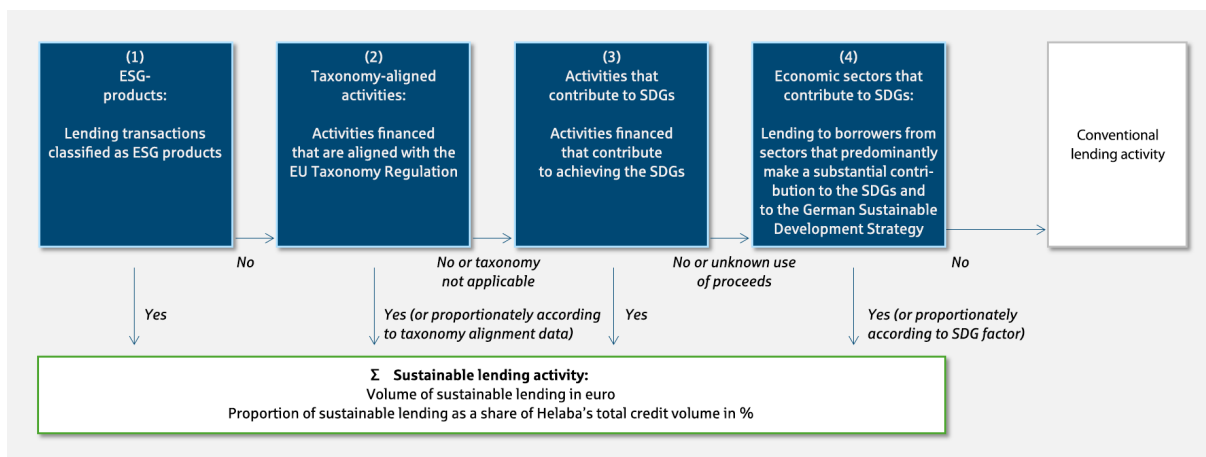 (1)
ESG-
products:
Lending transactions
classified as ESG products
(2)
Taxonomy-aligned
activities:
Activities financed
that are aligned with the
EU Taxonomy Regulation
(3)
Activities that
contribute to SDGs
Activities financed
that contribute
to achieving the SDGs
(4)
Economic sectors that
contribute to SDGs:
Lending to borrowers from
sectors that predominantly
make a substantial contri-
bution to the SDGs and
to the German Sustainable
Development Strategy
Conventional
lending activity
No
No or taxonomy
not applicable
No or unknown use
of proceeds
No
Yes
Yes (or proportionately according
to taxonomy alignment data)
Yes
Yes (or proportionately
according to SDG factor)
Σ Sustainable lending activity:
Volume of sustainable lending in euro
Proportion of sustainable lending as a share of Helaba’s total credit volume in %